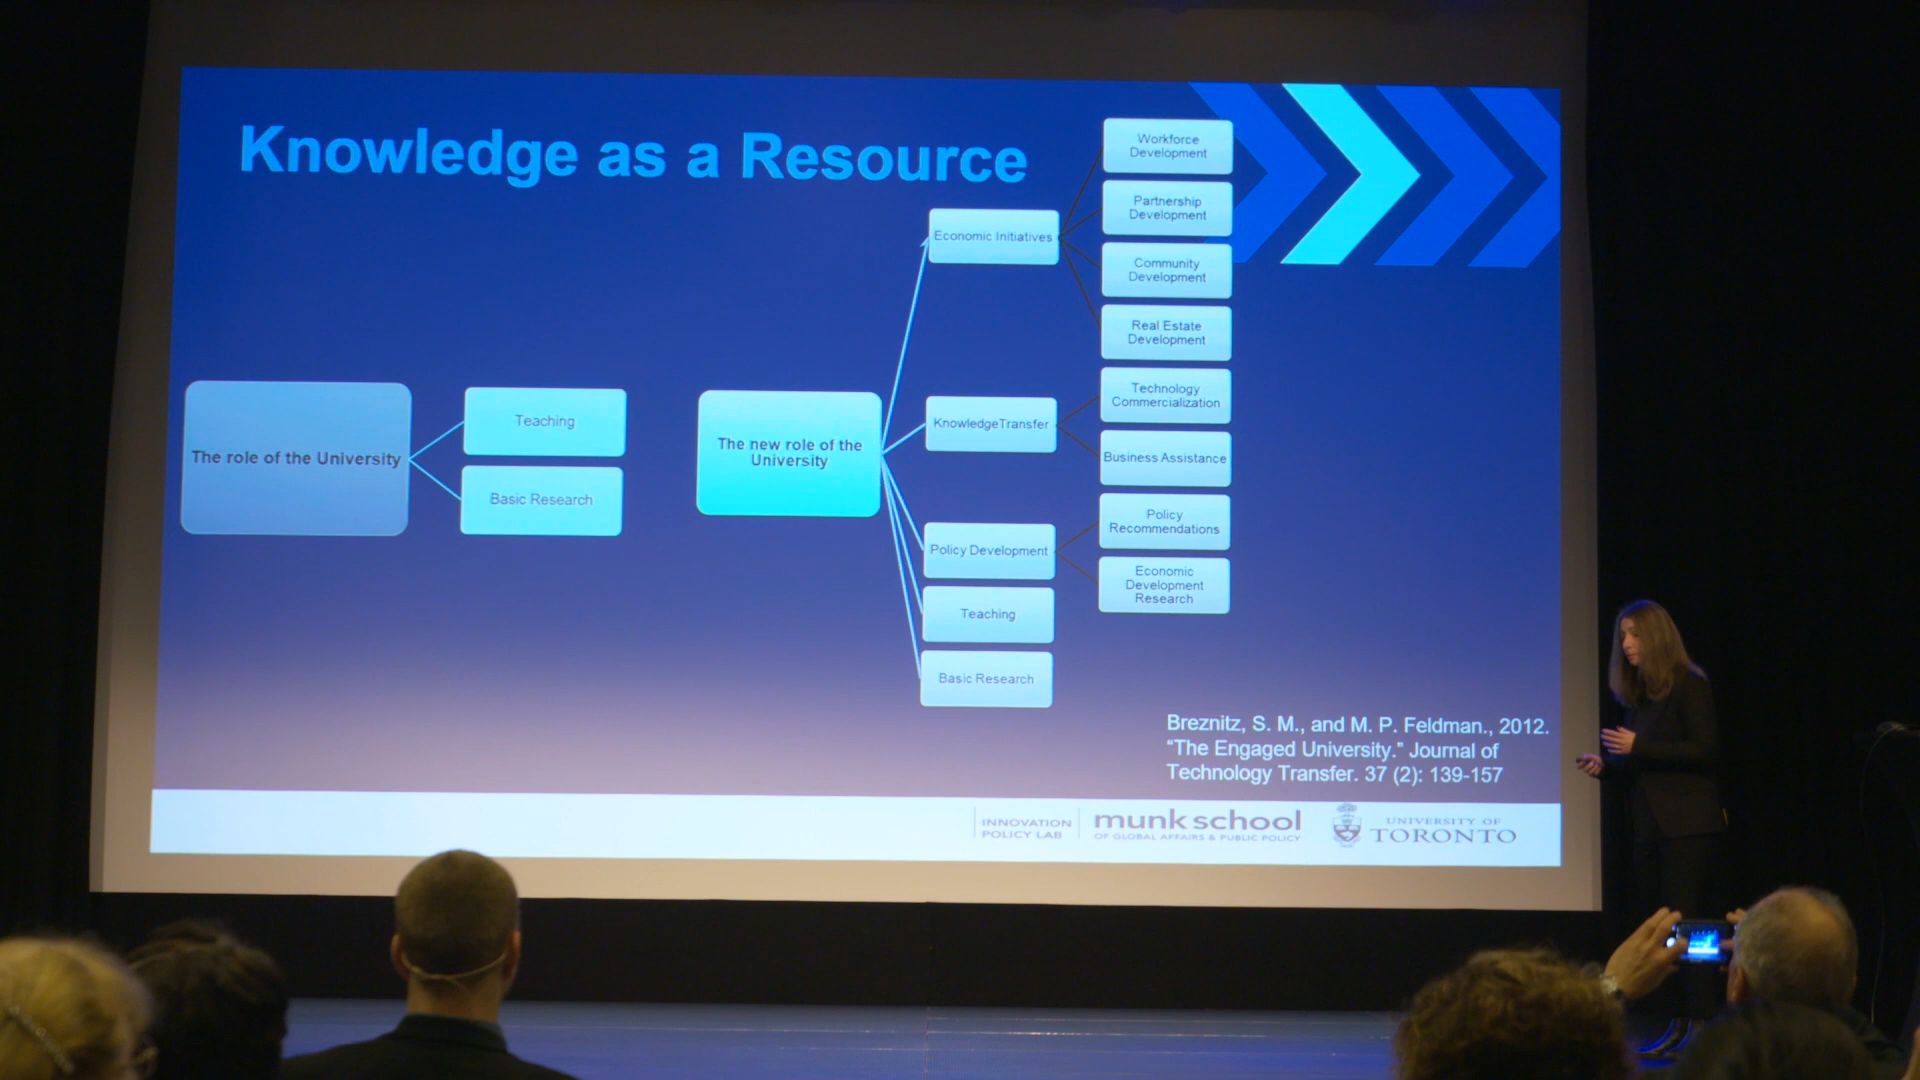 Knowledge as a Resource
The role of the University
Teaching
Basic Research
The new role of the
University
Economic Initiatives
Workforce
Development
Partnership
Development
Community
Development
Real Estate
Development
KnowledgeTransfer
Technology
Commercialization
Business Assistance
Policy Development
Policy
Recommendations
Economic
Development
Research
Teaching
Basic Research
Breznitz, S. M., and M. P. Feldman., 2012.
“The Engaged University.” Journal of
Technology Transfer. 37 (2): 139-157
INNOVATION
POLICY LAB
munk school
OF GLOBAL AFFAIRS & PUBLIC POLICY
UNIVERSITY OF
TORONTO